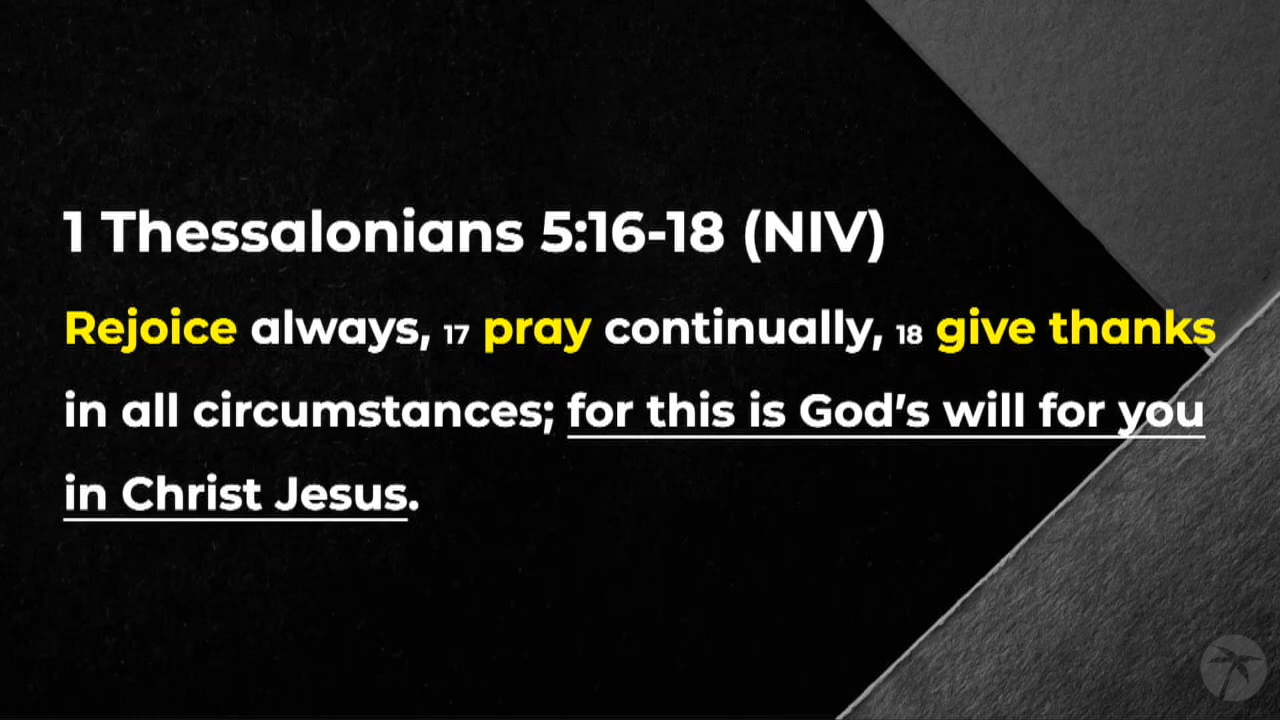 1 Thessalonians 5:16-18 (NIV)
Rejoice always, 17 pray continually, 18 give thanks
in all circumstances; for this is God's will for you
in Christ Jesus.